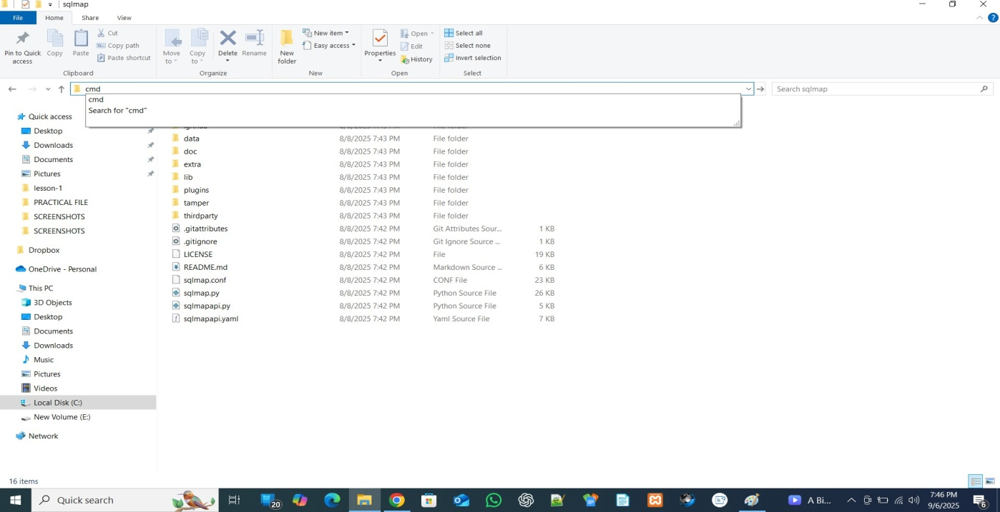 sqlmap
File Home Share View
Pin to Quick access
Copy
Paste
Cut
Copy path
Paste shortcut
Clipboard
Move to
Copy to
Delete
Rename
Organize
New folder
New item
Easy access
New
Properties
Open
Edit
History
Open
Select all
Select none
Invert selection
Select
cmd
Search sqlmap
cmd
Search for "cmd"
Quick access
Desktop
Downloads
Documents
Pictures
lesson-1
PRACTICAL FILE
SCREENSHOTS
SCREENSHOTS
Dropbox
OneDrive - Personal
This PC
3D Objects
Desktop
Documents
Downloads
Music
Pictures
Videos
Local Disk (C:)
New Volume (E:)
Network
8/8/2025 7:43 PM File folder
data 8/8/2025 7:43 PM File folder
doc 8/8/2025 7:43 PM File folder
extra 8/8/2025 7:43 PM File folder
lib 8/8/2025 7:43 PM File folder
plugins 8/8/2025 7:43 PM File folder
tamper 8/8/2025 7:43 PM File folder
thirdparty 8/8/2025 7:43 PM File folder
.gitattributes 8/8/2025 7:42 PM Git Attributes Sour... 1 KB
.gitignore 8/8/2025 7:42 PM Git Ignore Source ... 1 KB
LICENSE 8/8/2025 7:42 PM File 19 KB
README.md 8/8/2025 7:42 PM Markdown Source ... 6 KB
sqlmap.conf 8/8/2025 7:42 PM CONF File 23 KB
sqlmap.py 8/8/2025 7:42 PM Python Source File 26 KB
sqlmapapi.py 8/8/2025 7:42 PM Python Source File 5 KB
sqlmapapi.yaml 8/8/2025 7:42 PM Yaml Source File 7 KB
16 items
Quick search
20
A Bi...
7:46 PM
9/6/2025
6